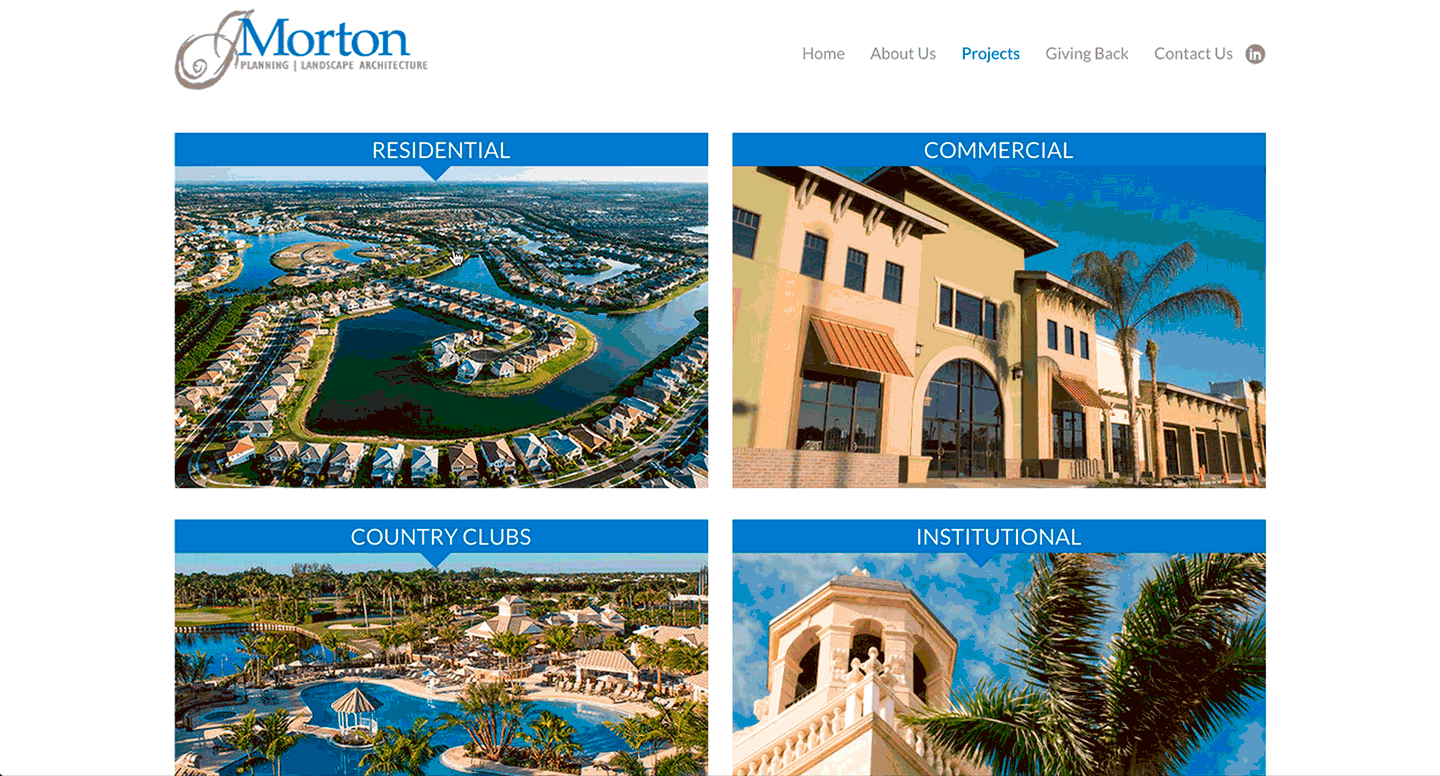 JMorton
PLANNING | LANDSCAPE ARCHITECTURE
Home About Us Projects Giving Back Contact Us in
RESIDENTIAL
COMMERCIAL
COUNTRY CLUBS
INSTITUTIONAL